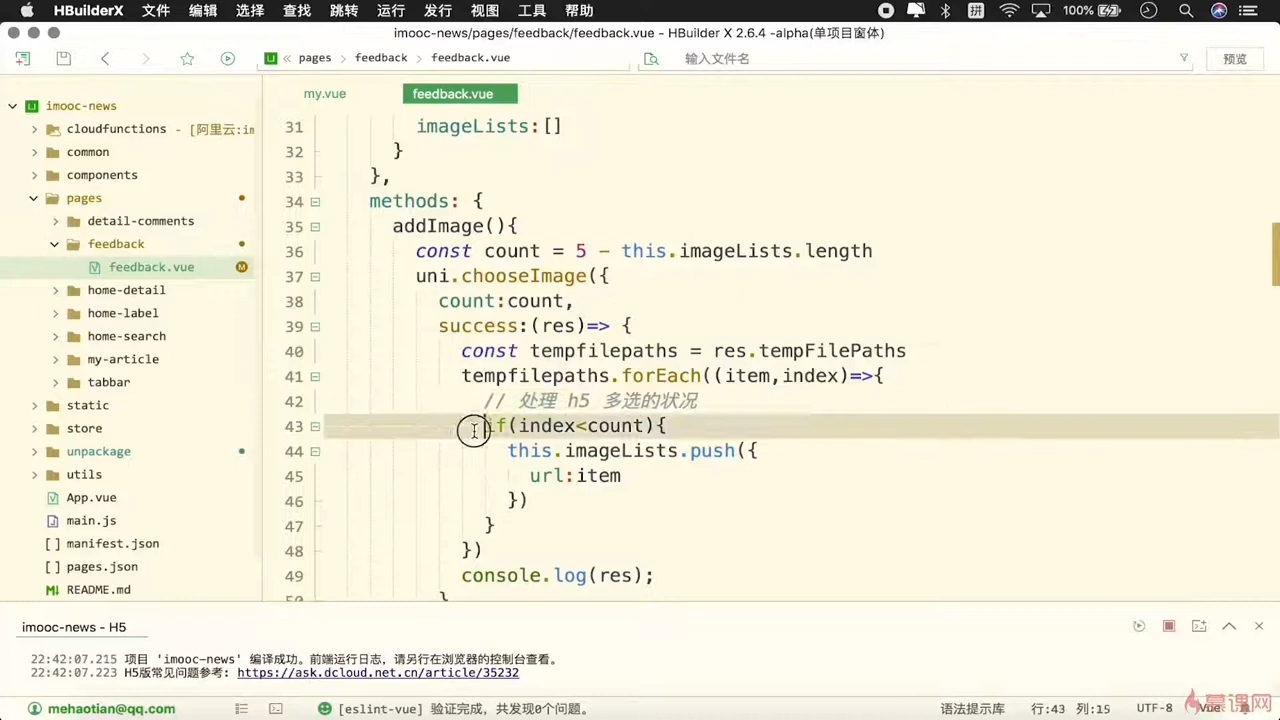 HBuilderX 文件 编辑 选择 查找 跳转 运行 发行 视图 工具 帮助 拼 100%
imooc-news/pages/feedback/feedback.vue - HBuilder X 2.6.4 -alpha(单项目窗体)
pages feedback feedback.vue 输入文件名 预览
my.vue feedback.vue
imooc-news
cloudfunctions - [阿里云:im
common
components
pages
detail-comments
feedback
feedback.vue M
home-detail
home-label
home-search
my-article
tabbar
static
store
unpackage
utils
App.vue
main.js
manifest.json
pages.json
README.md
31 imageLists:[]
32 }
33 },
34 methods: {
35 addImage(){
36 const count = 5 - this.imageLists.length
37 uni.chooseImage({
38 count:count,
39 success:(res)=> {
40 const tempfilepaths = res.tempFilePaths
41 tempfilepaths.forEach((item,index)=>{
42 // 处理 h5 多选的状况
43 if(index<count){
44 this.imageLists.push({
45 url:item
46 })
47 }
48 })
49 console.log(res);
50 }
imooc-news - H5
22:42:07.215 项目 'imooc-news' 编译成功。前端运行日志，请另行在浏览器的控制台查看。
22:42:07.223 H5版常见问题参考: https://ask.dcloud.net.cn/article/35232
mehaotian@qq.com [eslint-vue] 验证完成，共发现0个问题。 语法提示库 行:43 列:15 UTF-8 Vue
慕课网